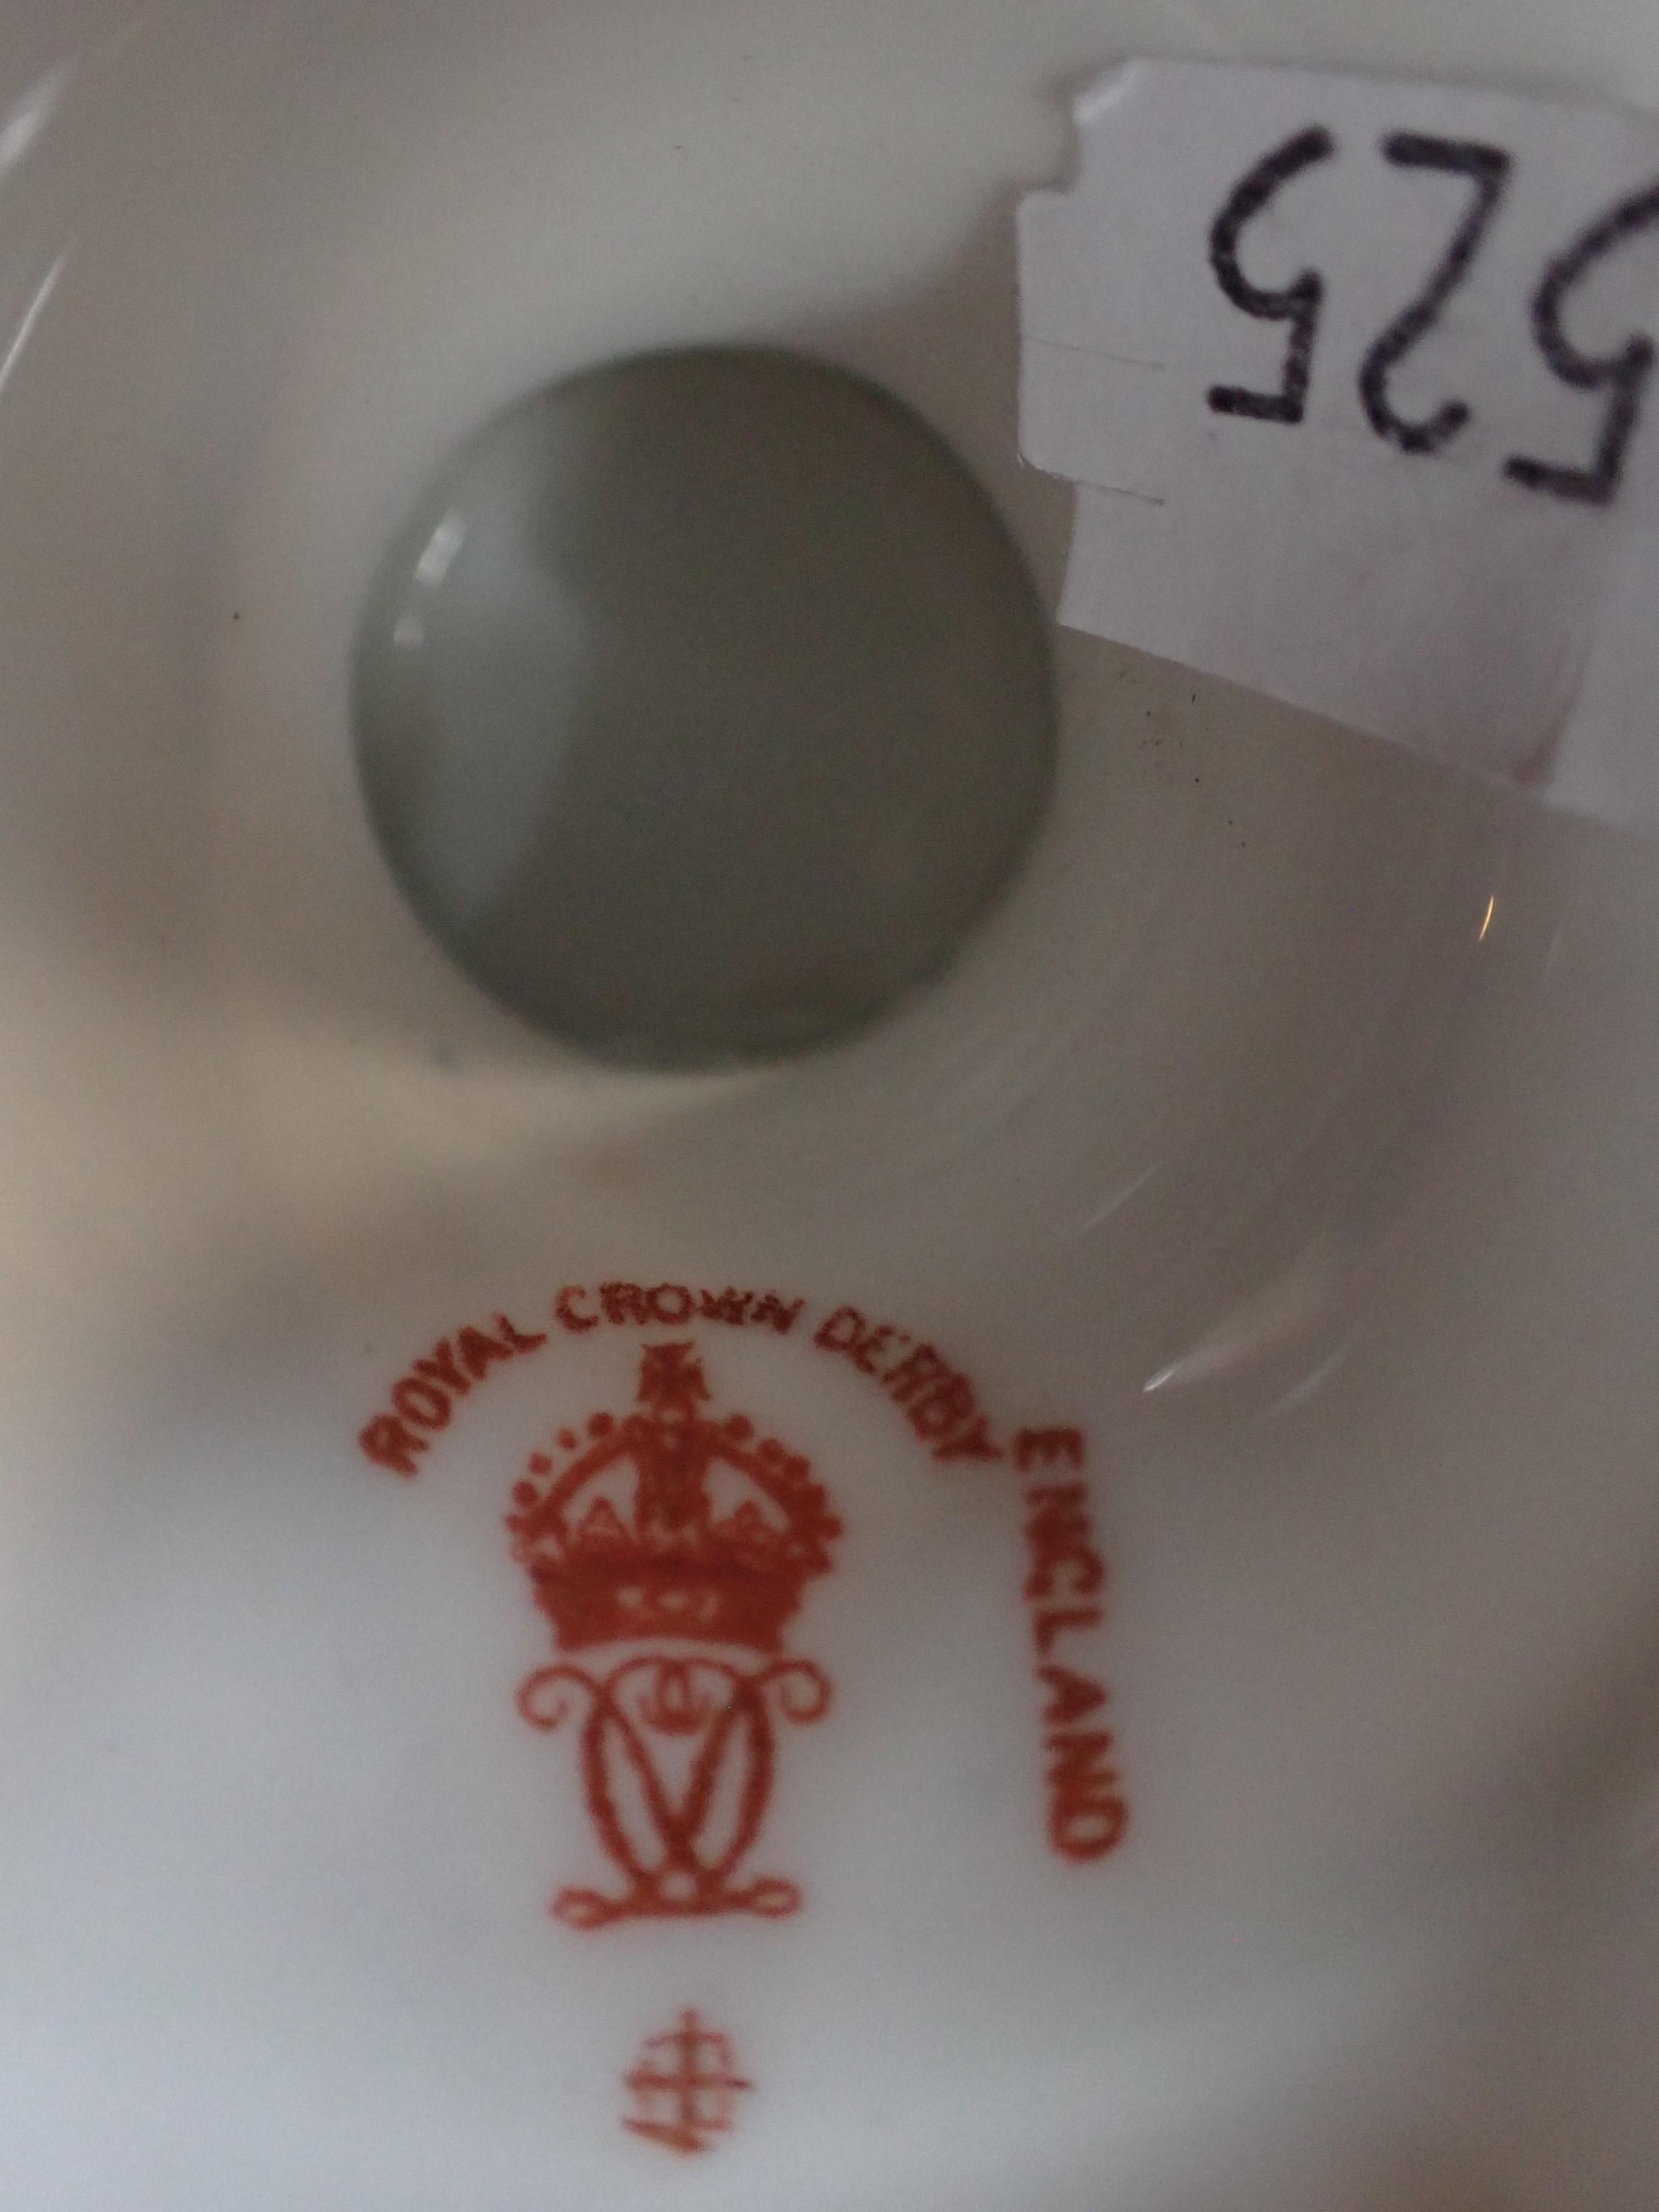 525
ROYAL CROWN DERBY
ENGLAND